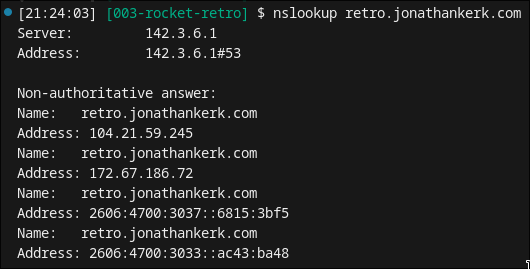 [21:24:03] [003-rocket-retro] $ nslookup retro.jonathankerk.com
Server:         142.3.6.1
Address:        142.3.6.1#53

Non-authoritative answer:
Name:   retro.jonathankerk.com
Address: 104.21.59.245
Name:   retro.jonathankerk.com
Address: 172.67.186.72
Name:   retro.jonathankerk.com
Address: 2606:4700:3037::6815:3bf5
Name:   retro.jonathankerk.com
Address: 2606:4700:3033::ac43:ba48